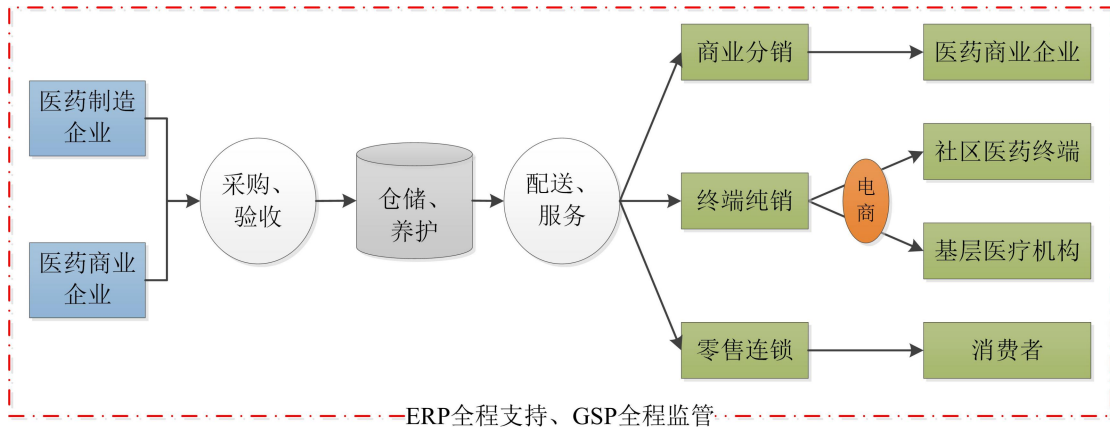 医药制造
企业
医药商业
企业
采购、
验收
仓储、
养护
配送、
服务
商业分销
医药商业企业
终端纯销
电
商
社区医药终端
基层医疗机构
零售连锁
消费者
ERP全程支持、GSP全程监管